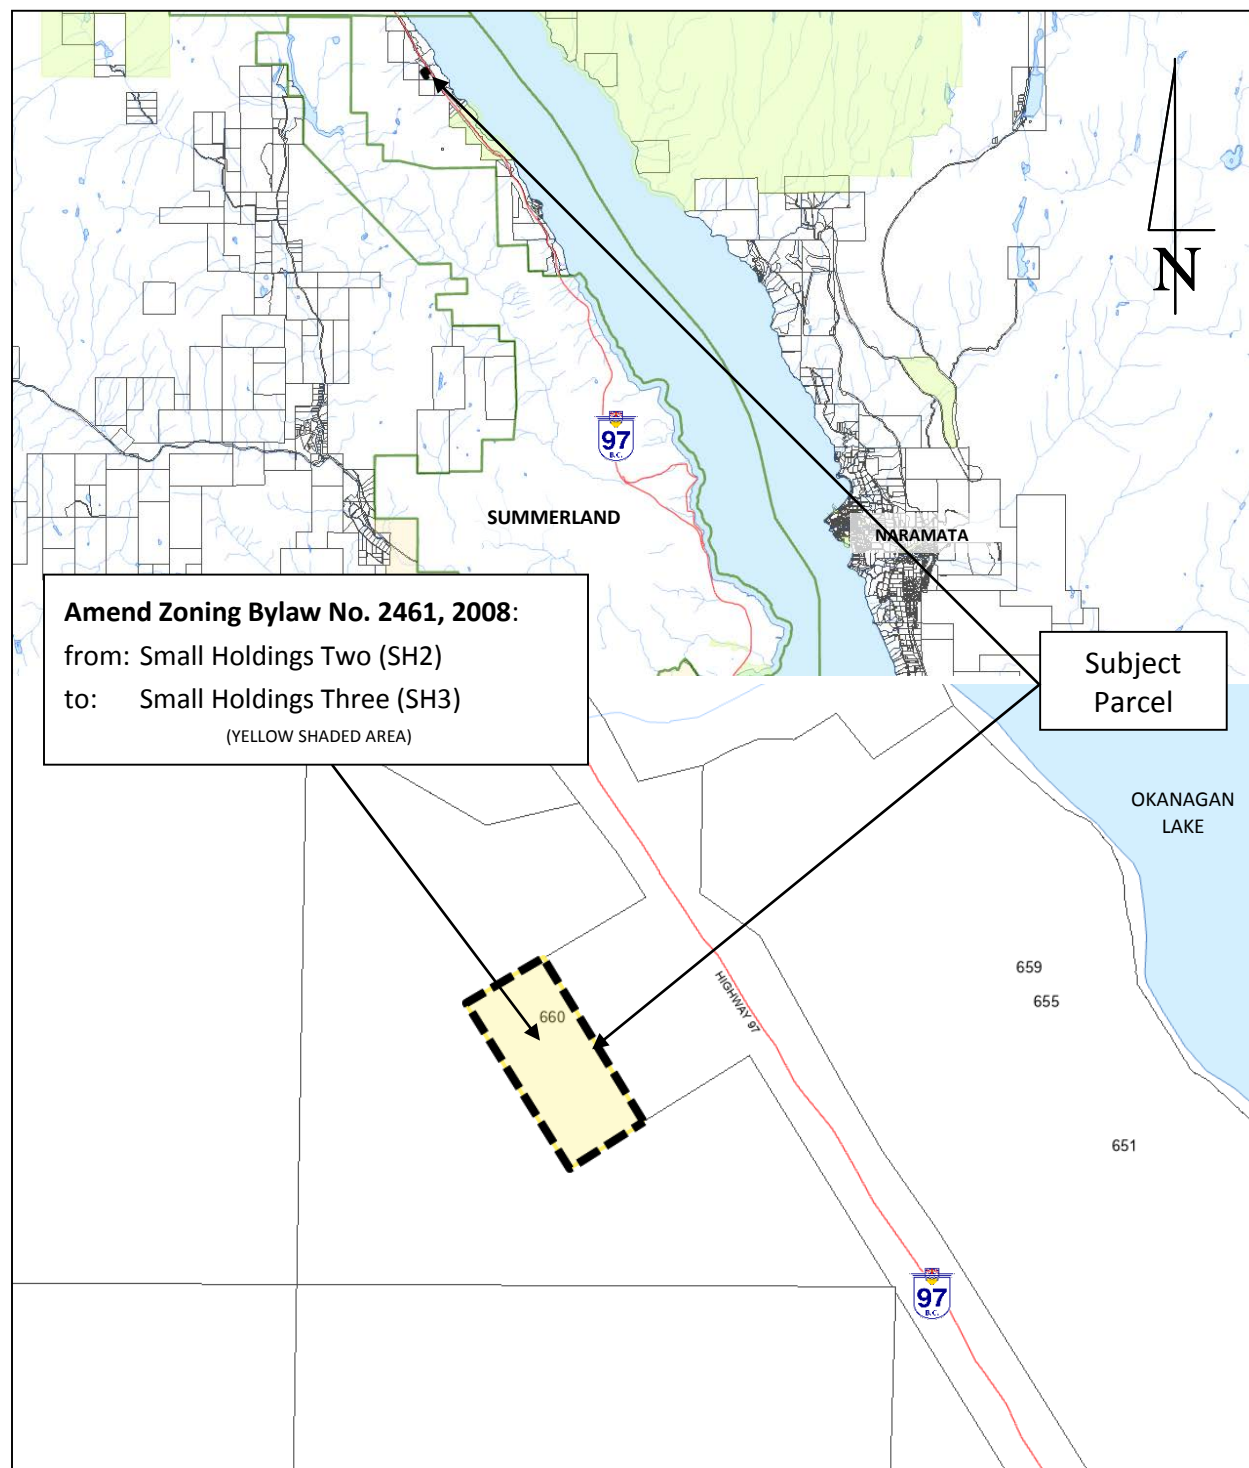 N
97
B.C.
SUMMERLAND
NARAMATA
Amend Zoning Bylaw No. 2461, 2008:
from: Small Holdings Two (SH2)
to: Small Holdings Three (SH3)
(YELLOW SHADED AREA)
Subject
Parcel
OKANAGAN
LAKE
HIGHWAY 97
659
655
660
651
97
B.C.